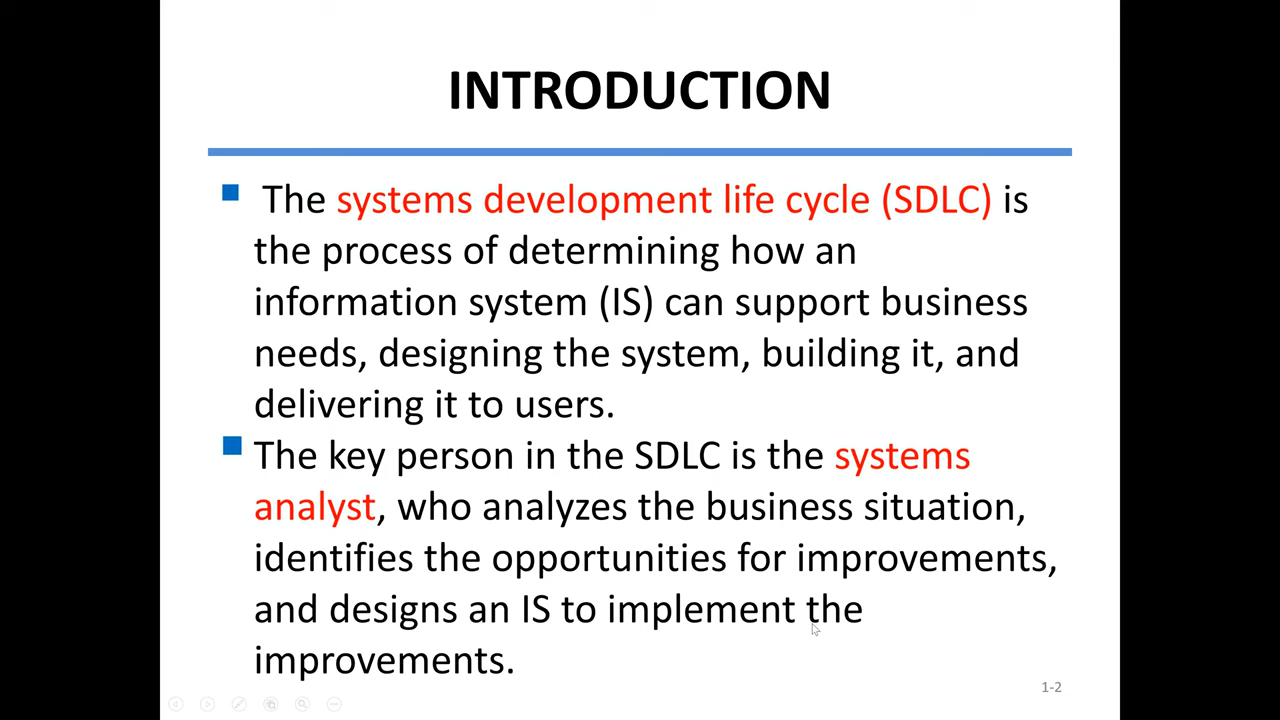 INTRODUCTION
The systems development life cycle (SDLC) is
the process of determining how an
information system (IS) can support business
needs, designing the system, building it, and
delivering it to users.
The key person in the SDLC is the systems
analyst, who analyzes the business situation,
identifies the opportunities for improvements,
and designs an IS to implement the
improvements.
1-2